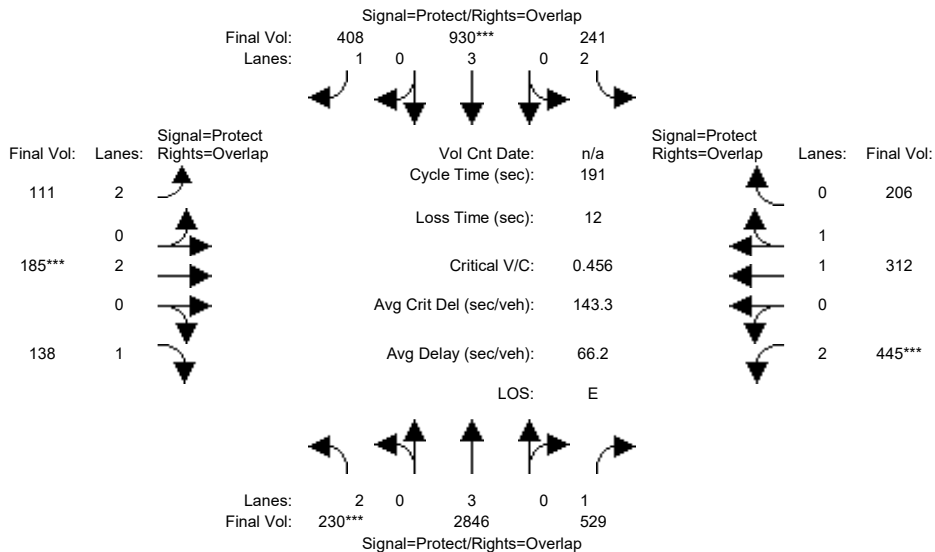 Signal=Protect/Rights=Overlap
Final Vol: 408 930*** 241
Lanes: 1 0 3 0 2
Signal=Protect
Final Vol: Lanes: Rights=Overlap
Vol Cnt Date: n/a
Signal=Protect
Rights=Overlap Lanes: Final Vol:
Cycle Time (sec): 191
111 2
0 206
Loss Time (sec): 12
0
1
185*** 2
Critical V/C: 0.456
1 312
0
Avg Crit Del (sec/veh): 143.3
0
138 1
Avg Delay (sec/veh): 66.2
2 445***
LOS: E
Lanes: 2 0 3 0 1
Final Vol: 230*** 2846 529
Signal=Protect/Rights=Overlap